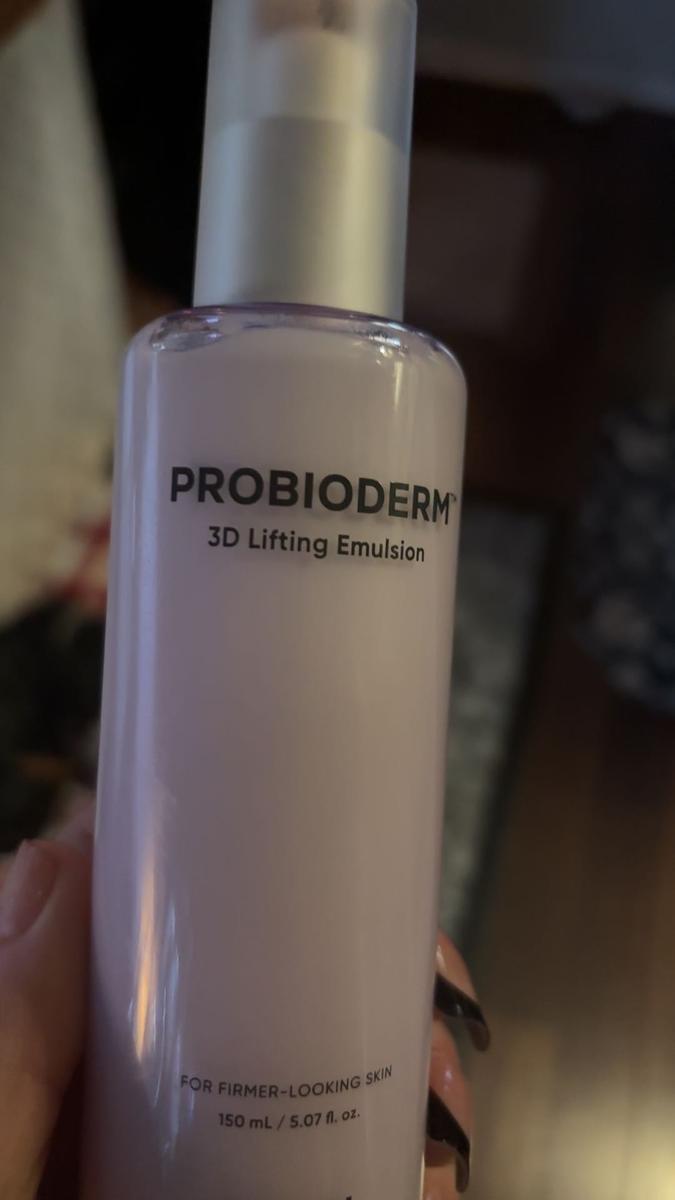 PROBIODERM™
3D Lifting Emulsion
FOR FIRMER-LOOKING SKIN
150 mL / 5.07 fl. oz.